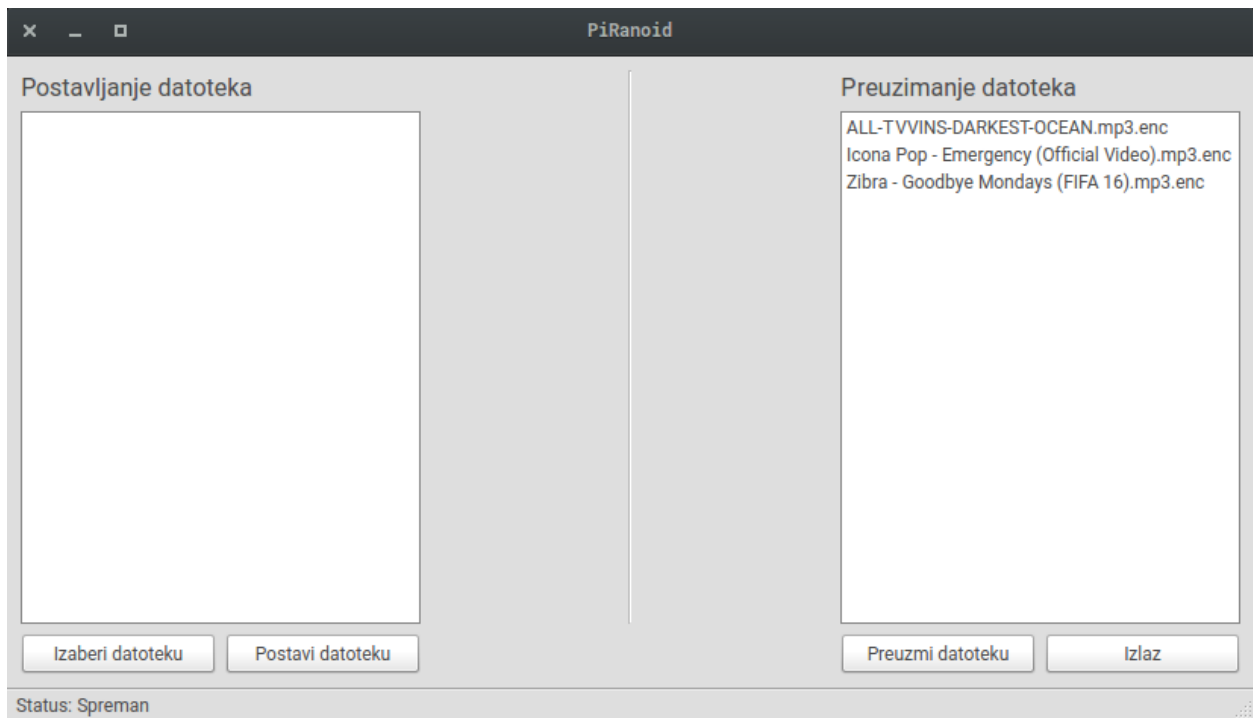 PiRanoid
Postavljanje datoteka
Preuzimanje datoteka
ALL-TVVINS-DARKEST-OCEAN.mp3.enc
Icona Pop - Emergency (Official Video).mp3.enc
Zibra - Goodbye Mondays (FIFA 16).mp3.enc
Izaberi datoteku
Postavi datoteku
Preuzmi datoteku
Izlaz
Status: Spreman